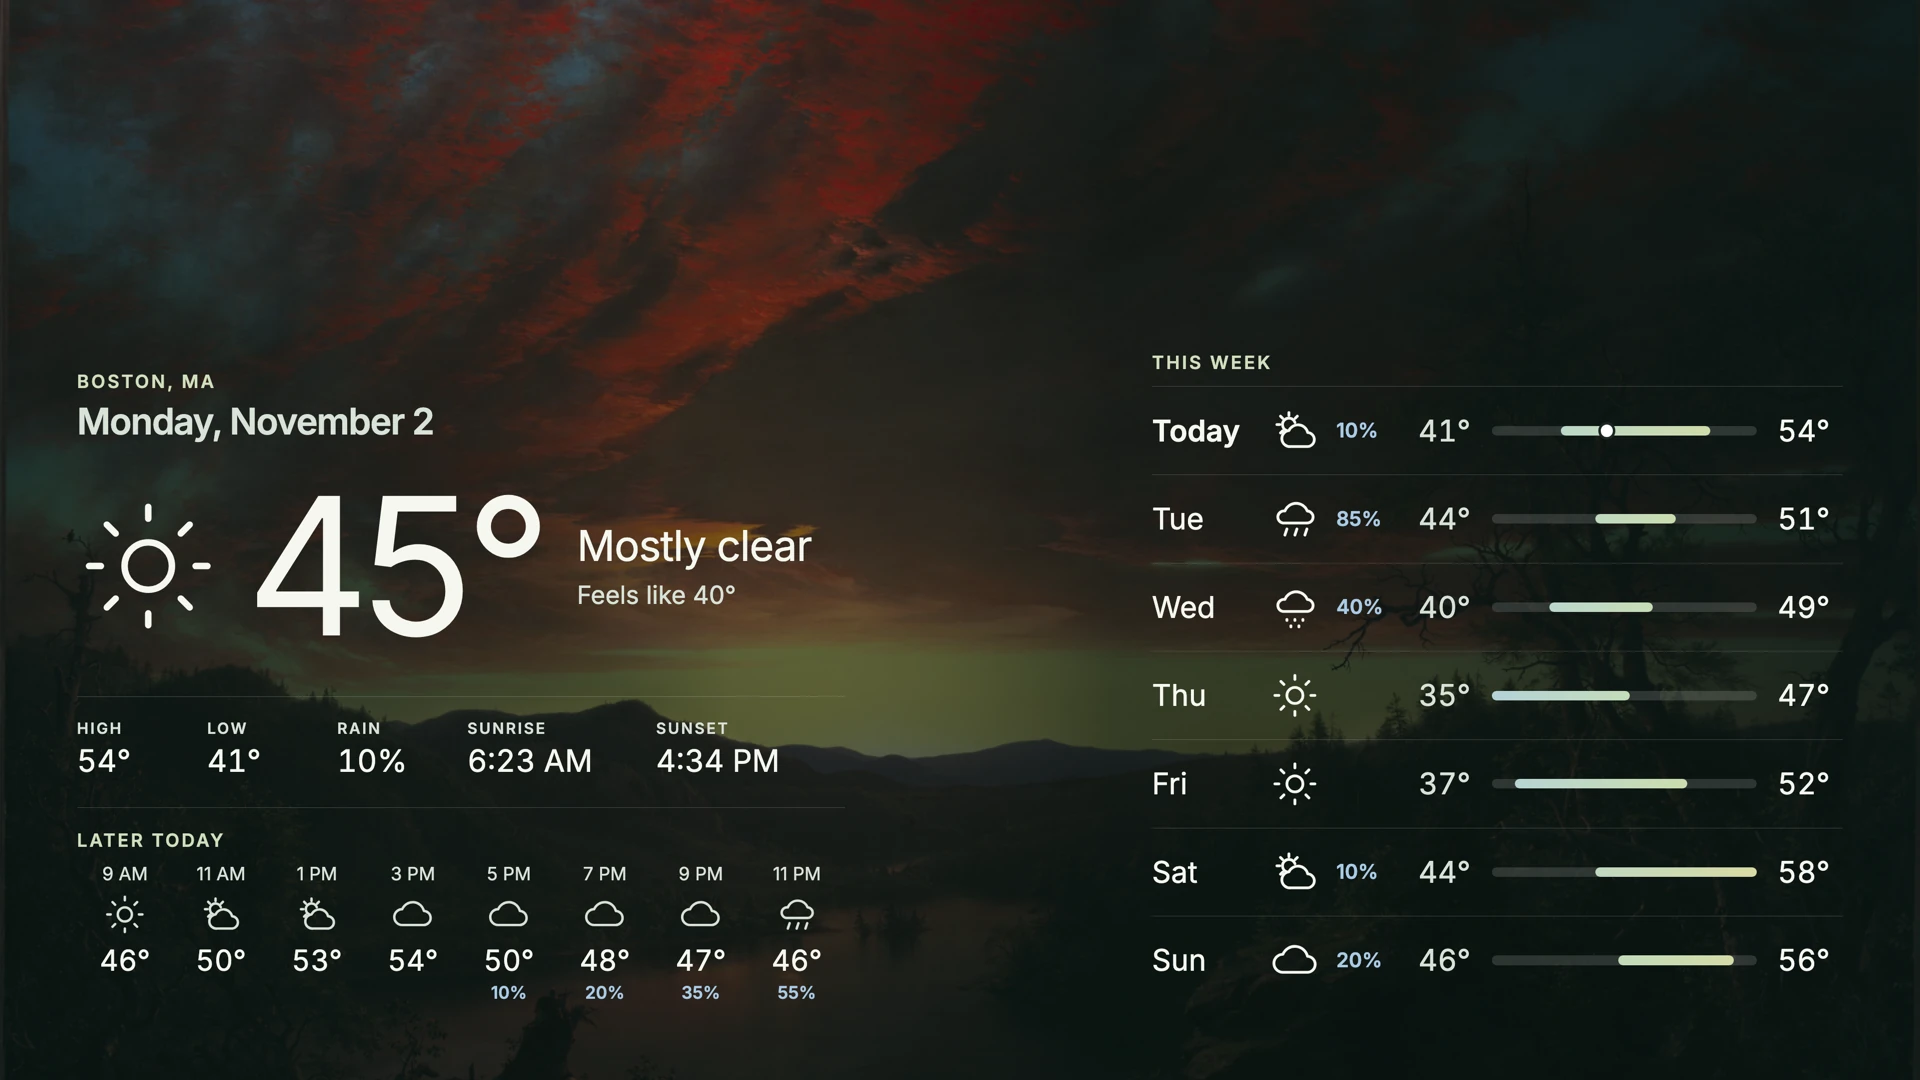 BOSTON, MA
Monday, November 2
45°
Mostly clear
Feels like 40°
HIGH LOW RAIN SUNRISE SUNSET
54° 41° 10% 6:23 AM 4:34 PM
LATER TODAY
9 AM 11 AM 1 PM 3 PM 5 PM 7 PM 9 PM 11 PM
46° 50° 53° 54° 50° 48° 47° 46°
10% 20% 35% 55%
THIS WEEK
Today 10% 41° 54°
Tue 85% 44° 51°
Wed 40% 40° 49°
Thu 35° 47°
Fri 37° 52°
Sat 10% 44° 58°
Sun 20% 46° 56°